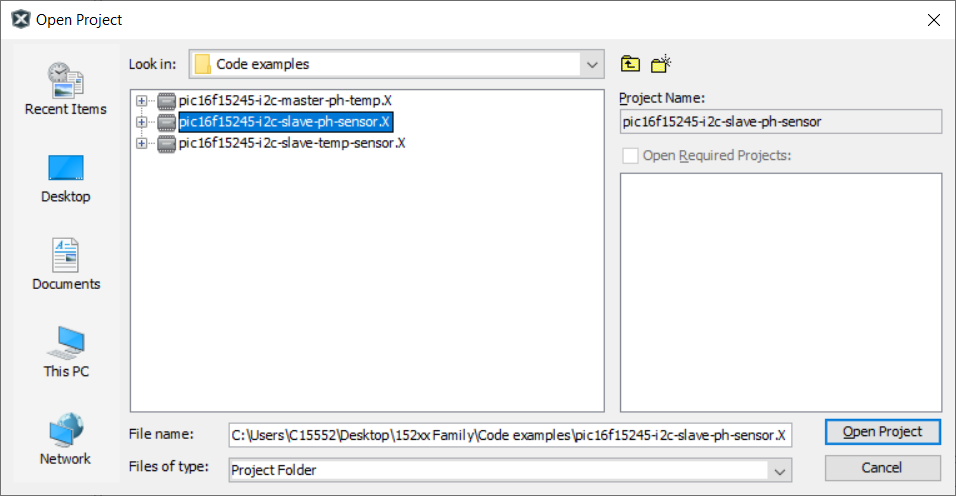 Open Project
Look in:
Code examples
Recent Items
Desktop
Documents
This PC
Network
pic16f15245-i2c-master-ph-temp.X
pic16f15245-i2c-slave-ph-sensor.X
pic16f15245-i2c-slave-temp-sensor.X
Project Name:
pic16f15245-i2c-slave-ph-sensor
Open Required Projects:
File name:
C:\Users\C15552\Desktop\152xx Family\Code examples\pic16f15245-i2c-slave-ph-sensor.X
Open Project
Files of type:
Project Folder
Cancel